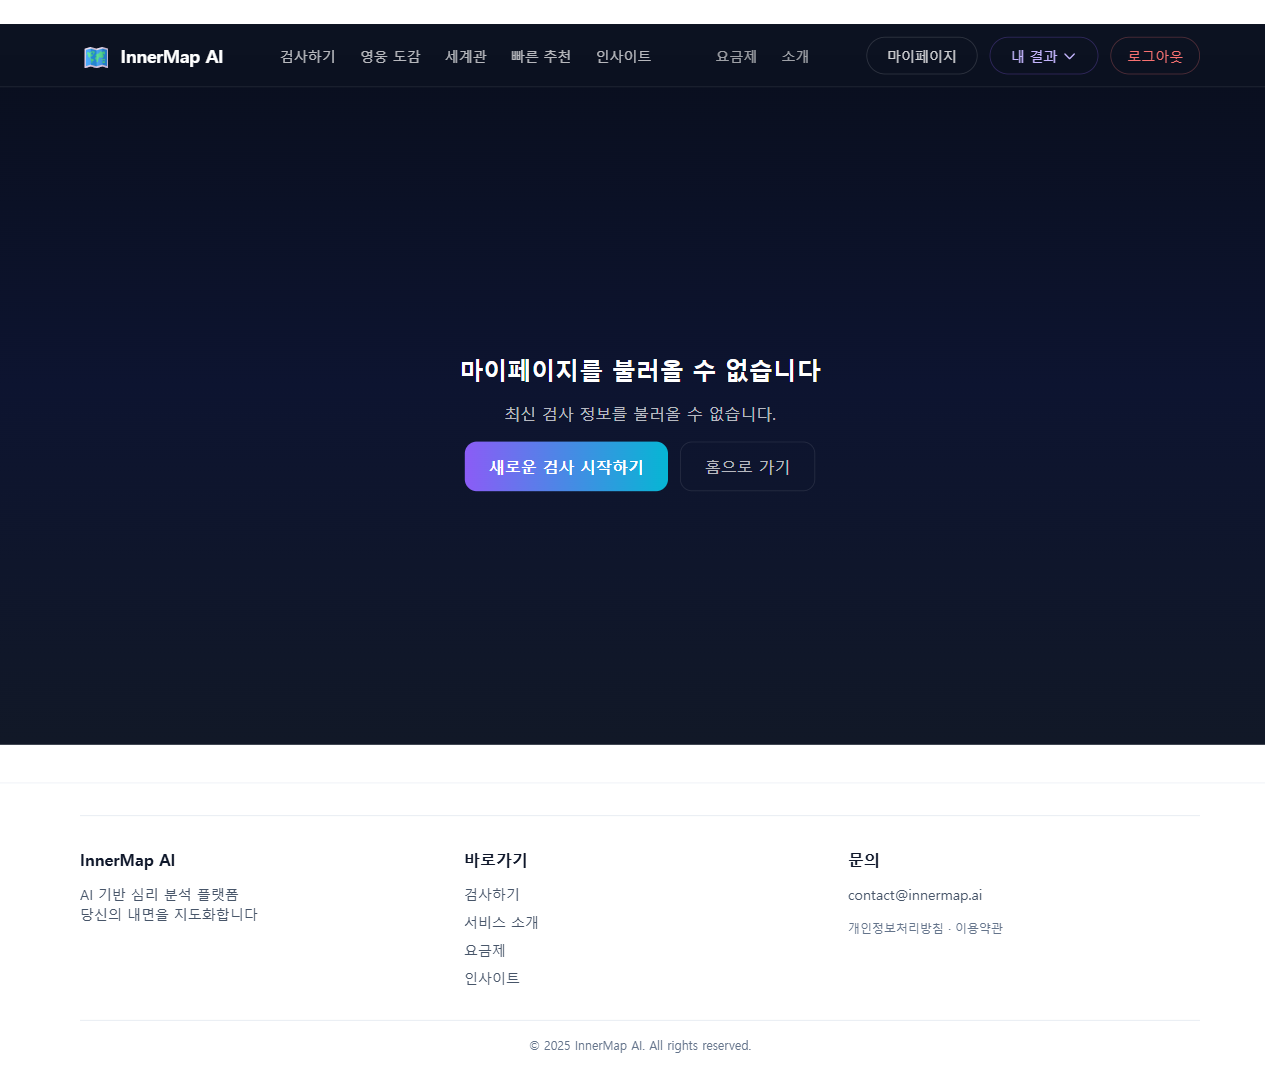 InnerMap AI
검사하기
영웅 도감
세계관
빠른 추천
인사이트
요금제
소개
마이페이지
내 결과
로그아웃
마이페이지를 불러올 수 없습니다
최신 검사 정보를 불러올 수 없습니다.
새로운 검사 시작하기
홈으로 가기
InnerMap AI
AI 기반 심리 분석 플랫폼
당신의 내면을 지도화합니다
바로가기
검사하기
서비스 소개
요금제
인사이트
문의
contact@innermap.ai
개인정보처리방침 · 이용약관
© 2025 InnerMap AI. All rights reserved.